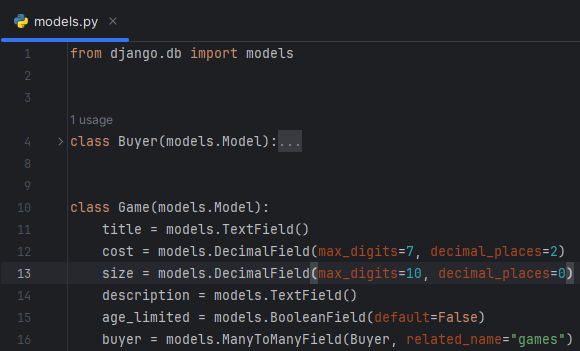 models.py ×
1 from django.db import models
2
3
1 usage
4 class Buyer(models.Model):...
8
9
10 class Game(models.Model):
11 title = models.TextField()
12 cost = models.DecimalField(max_digits=7, decimal_places=2)
13 size = models.DecimalField(max_digits=10, decimal_places=0)
14 description = models.TextField()
15 age_limited = models.BooleanField(default=False)
16 buyer = models.ManyToManyField(Buyer, related_name="games")